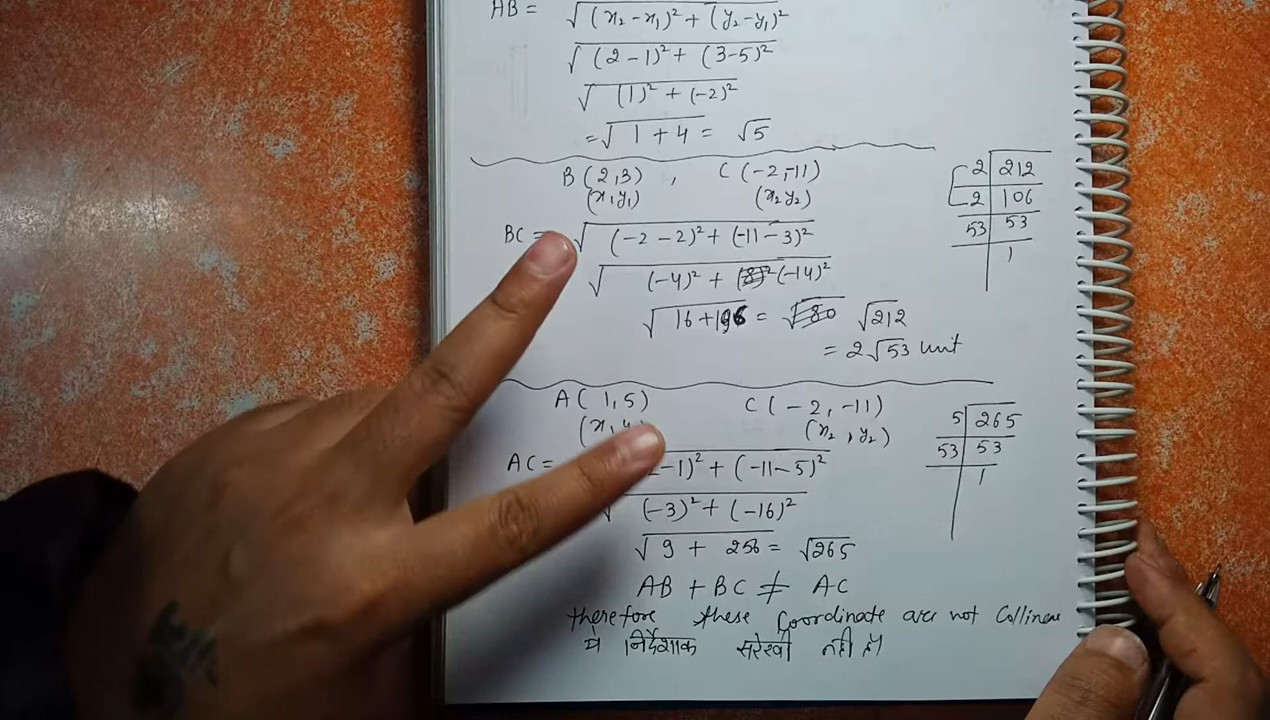 AB = √(x₂-x₁)² + (y₂-y₁)²
√(2-1)² + (3-5)²
√(1)² + (-2)²
= √1+4 = √5
B (2,3) , C (-2,-11)
(x₁y₁) (x₂y₂)
BC = √(-2-2)² + (-11-3)²
√(-4)² + (-14)²
√16+196 = √212
= 2√53 unit
2 | 212
2 | 106
53 | 53
1
A (1,5) C (-2,-11)
(x₂, y₂)
AC= -1)² + (-11-5)²
(-3)² + (-16)²
√9 + 256 = √265
5 | 265
53 | 53
1
AB + BC ≠ AC
therefore these Coordinate are not Collinear
ये निर्देशाक सरेखी नही है।